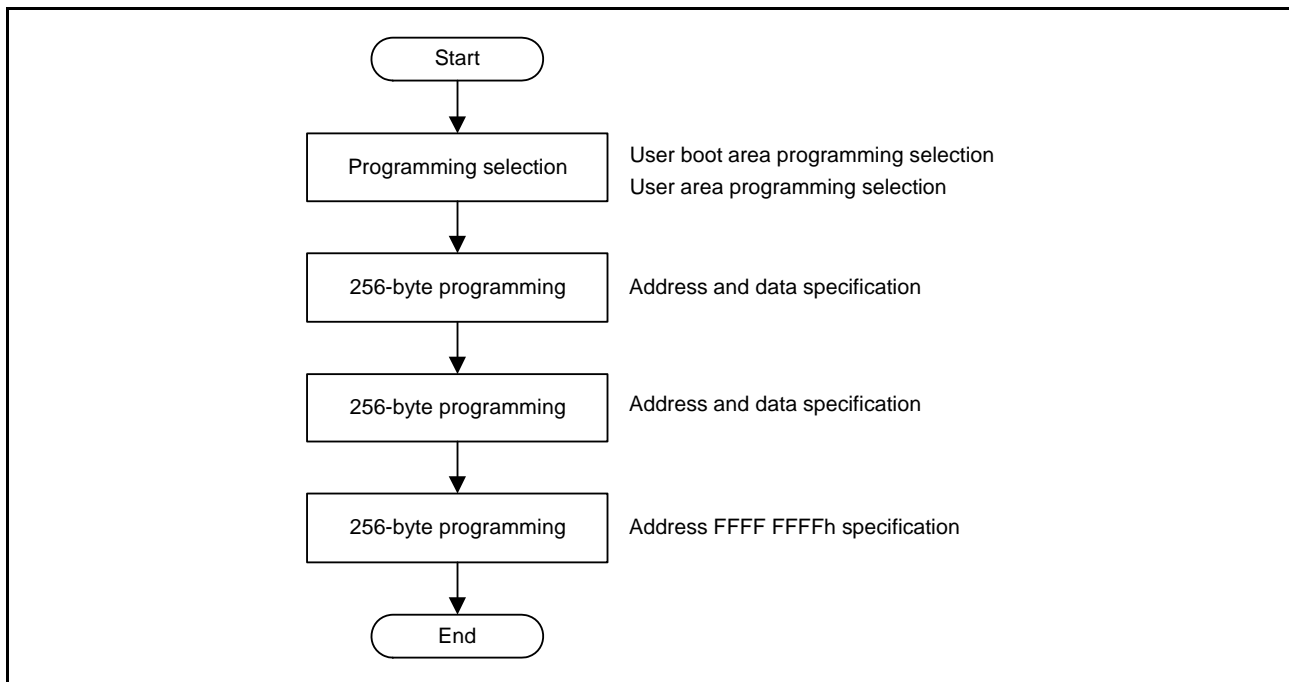 Start
Programming selection
User boot area programming selection
User area programming selection
256-byte programming
Address and data specification
256-byte programming
Address and data specification
256-byte programming
Address FFFF FFFFh specification
End